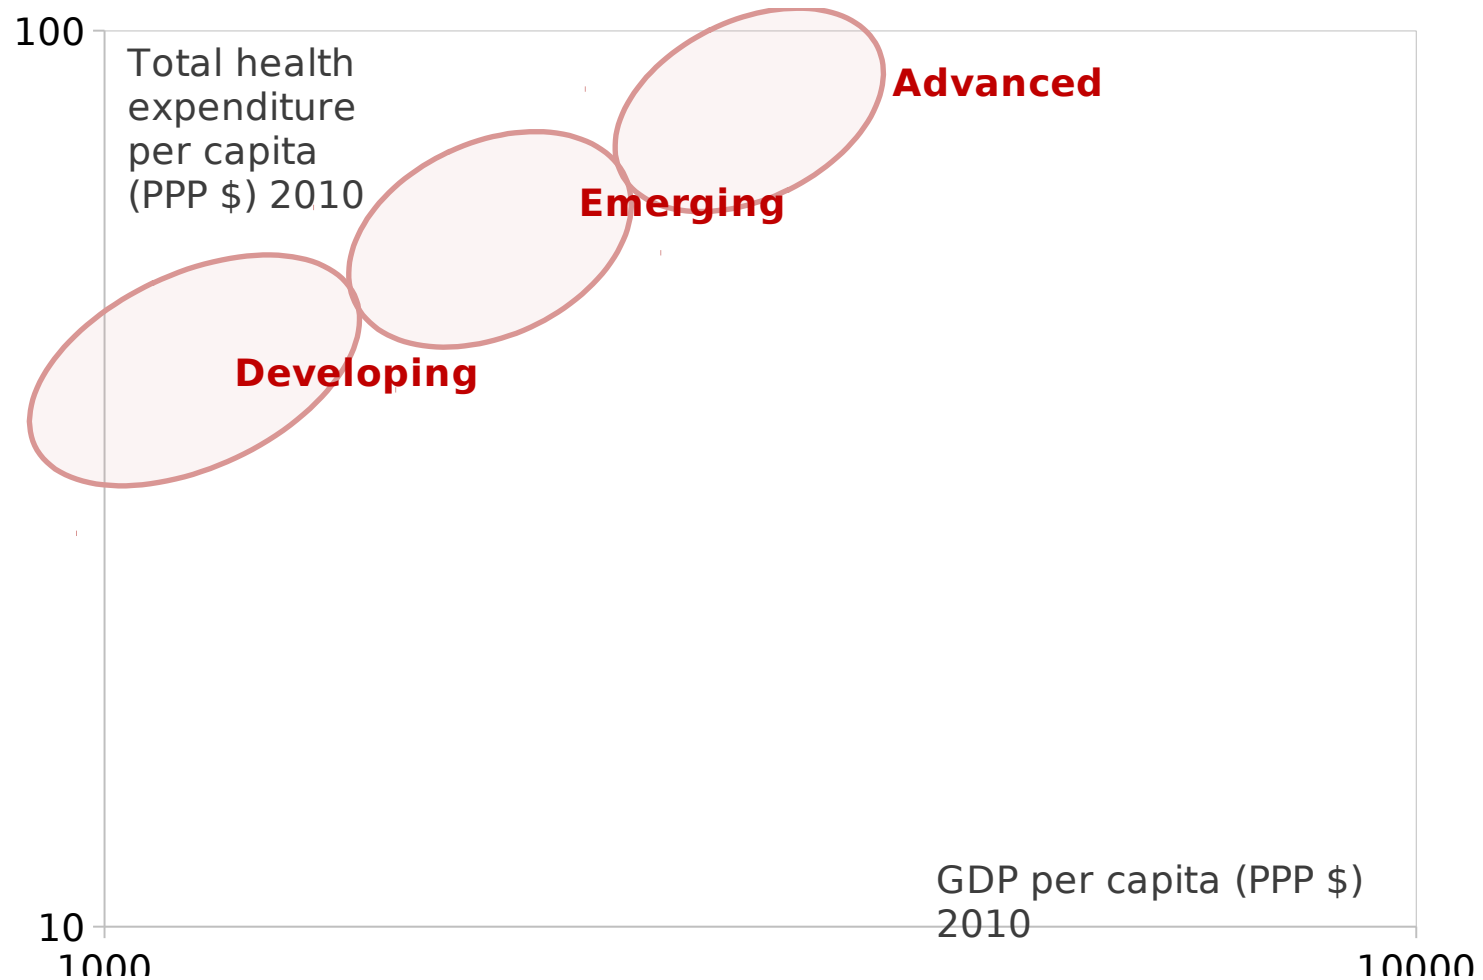 100
Total health
expenditure
per capita
(PPP $) 2010
Advanced
Emerging
Developing
GDP per capita (PPP $)
2010
10
1000
10000